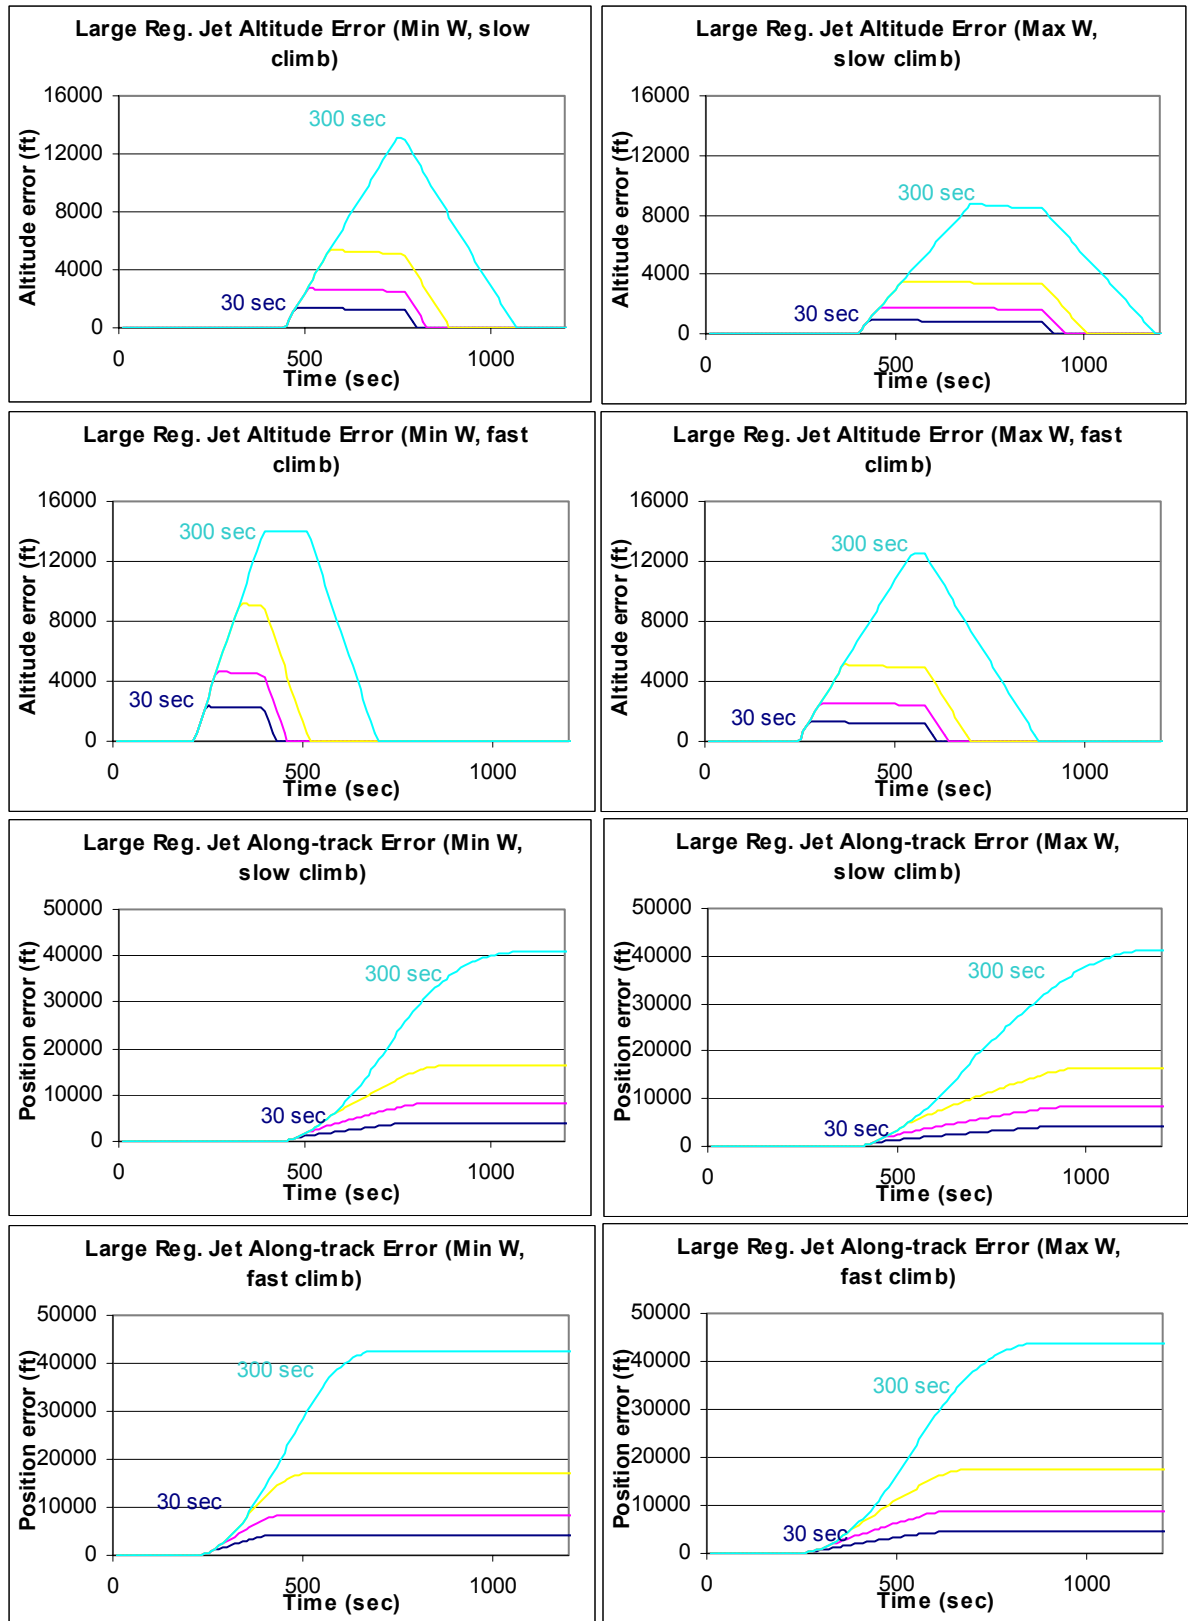 Large Reg. Jet Altitude Error (Min W, slow
climb)
16000
12000
8000
4000
0
Altitude error (ft)
300 sec
30 sec
0
500
1000
Time (sec)
Large Reg. Jet Altitude Error (Max W,
slow climb)
16000
12000
8000
4000
0
Altitude error (ft)
300 sec
30 sec
0
500
1000
Time (sec)
Large Reg. Jet Altitude Error (Min W, fast
climb)
16000
12000
8000
4000
0
Altitude error (ft)
300 sec
30 sec
0
500
1000
Time (sec)
Large Reg. Jet Altitude Error (Max W, fast
climb)
16000
12000
8000
4000
0
Altitude error (ft)
300 sec
30 sec
0
500
1000
Time (sec)
Large Reg. Jet Along-track Error (Min W,
slow climb)
50000
40000
30000
20000
10000
0
Position error (ft)
300 sec
30 sec
0
500
1000
Time (sec)
Large Reg. Jet Along-track Error (Max W,
slow climb)
50000
40000
30000
20000
10000
0
Position error (ft)
300 sec
30 sec
0
500
1000
Time (sec)
Large Reg. Jet Along-track Error (Min W,
fast climb)
50000
40000
30000
20000
10000
0
Position error (ft)
300 sec
30 sec
0
500
1000
Time (sec)
Large Reg. Jet Along-track Error (Max W,
fast climb)
50000
40000
30000
20000
10000
0
Position error (ft)
300 sec
30 sec
0
500
1000
Time (sec)